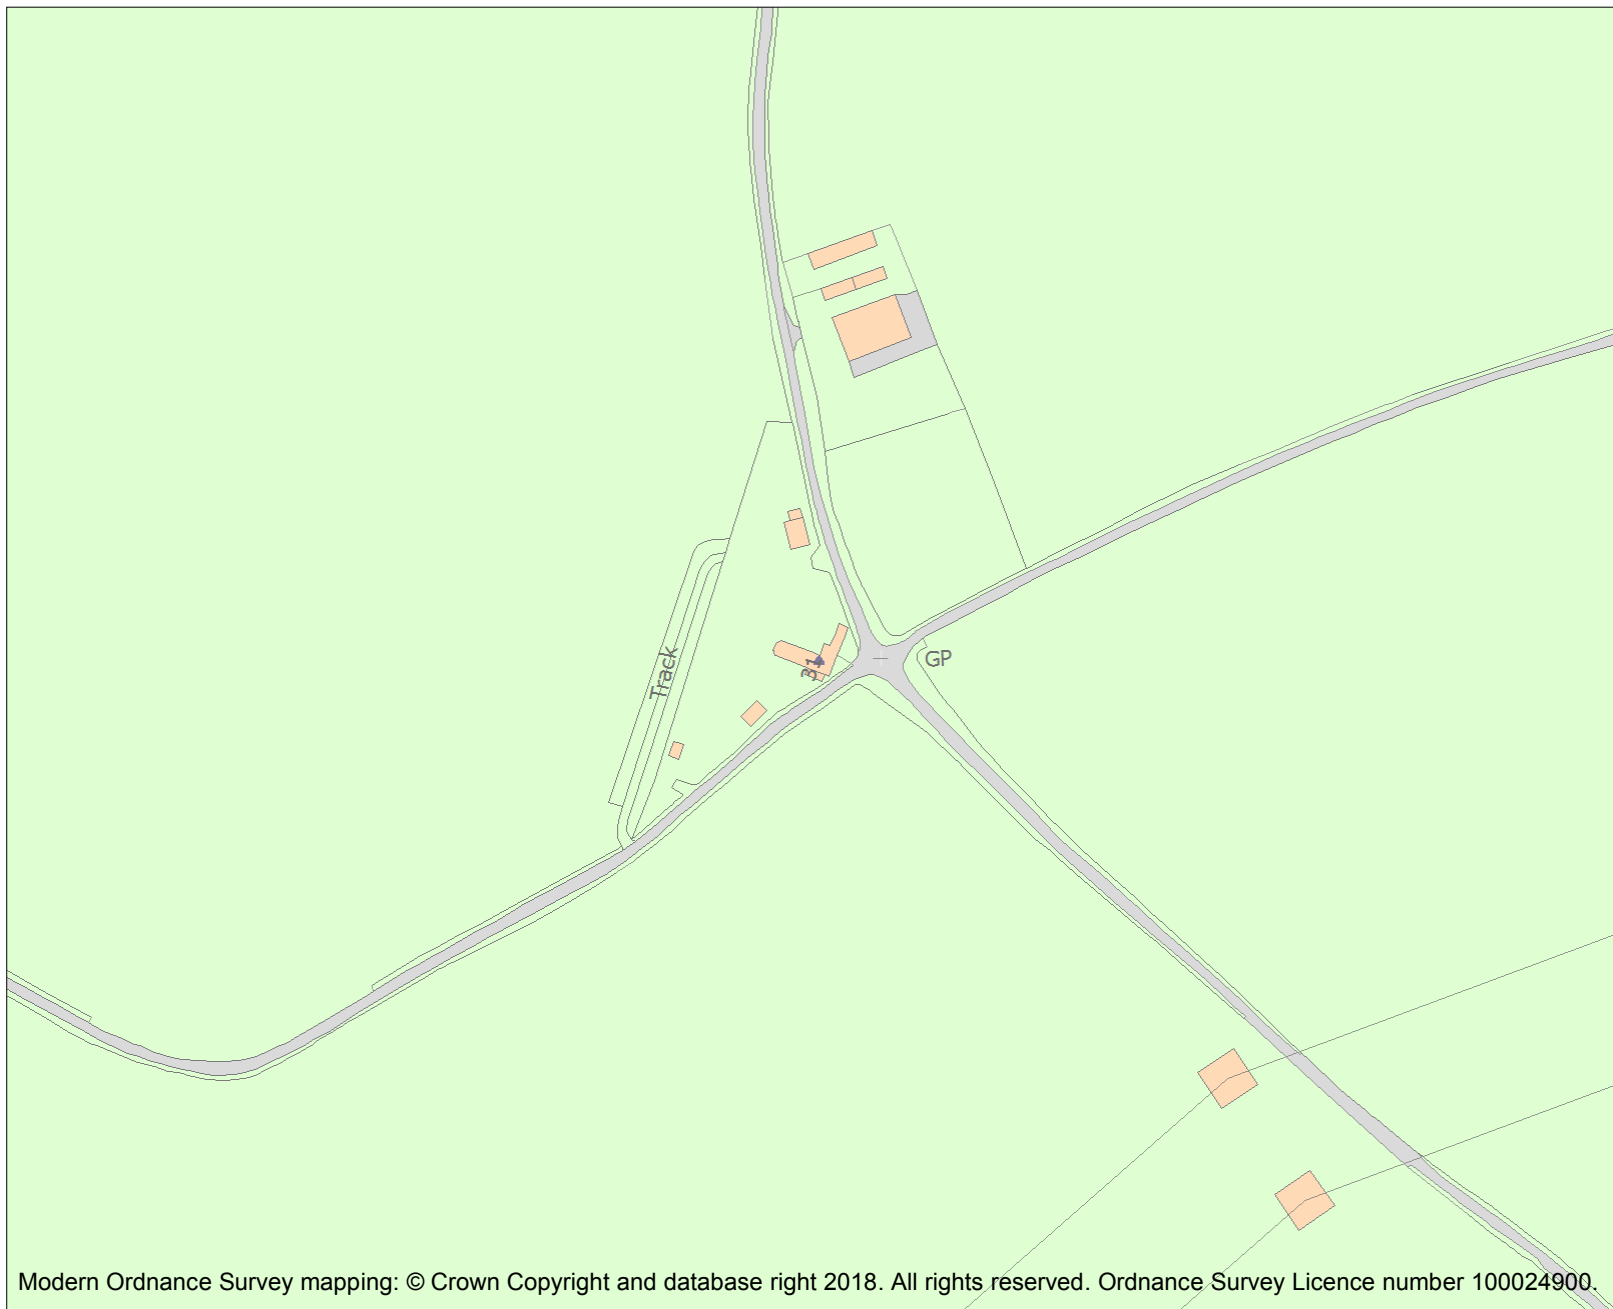 GP
31
Track
Modern Ordnance Survey mapping: © Crown Copyright and database right 2018. All rights reserved. Ordnance Survey Licence number 100024900.